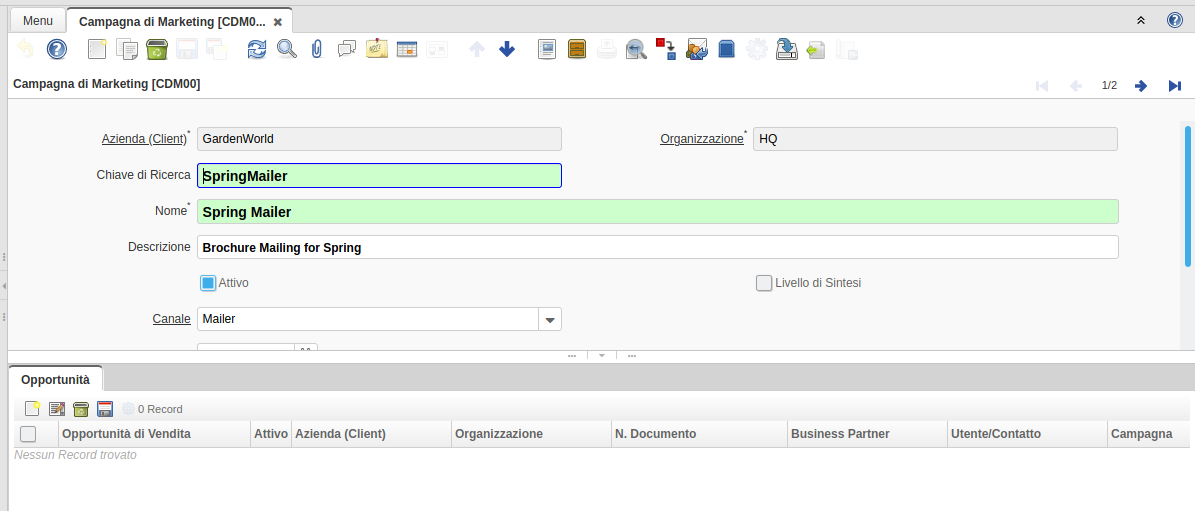 Menu
Campagna di Marketing [CDM0...
Campagna di Marketing [CDM00]
1/2
Azienda (Client)* GardenWorld Organizzazione* HQ
Chiave di Ricerca SpringMailer
Nome* Spring Mailer
Descrizione Brochure Mailing for Spring
Attivo Livello di Sintesi
Canale Mailer
Opportunità
0 Record
Opportunità di Vendita Attivo Azienda (Client) Organizzazione N. Documento Business Partner Utente/Contatto Campagna
Nessun Record trovato